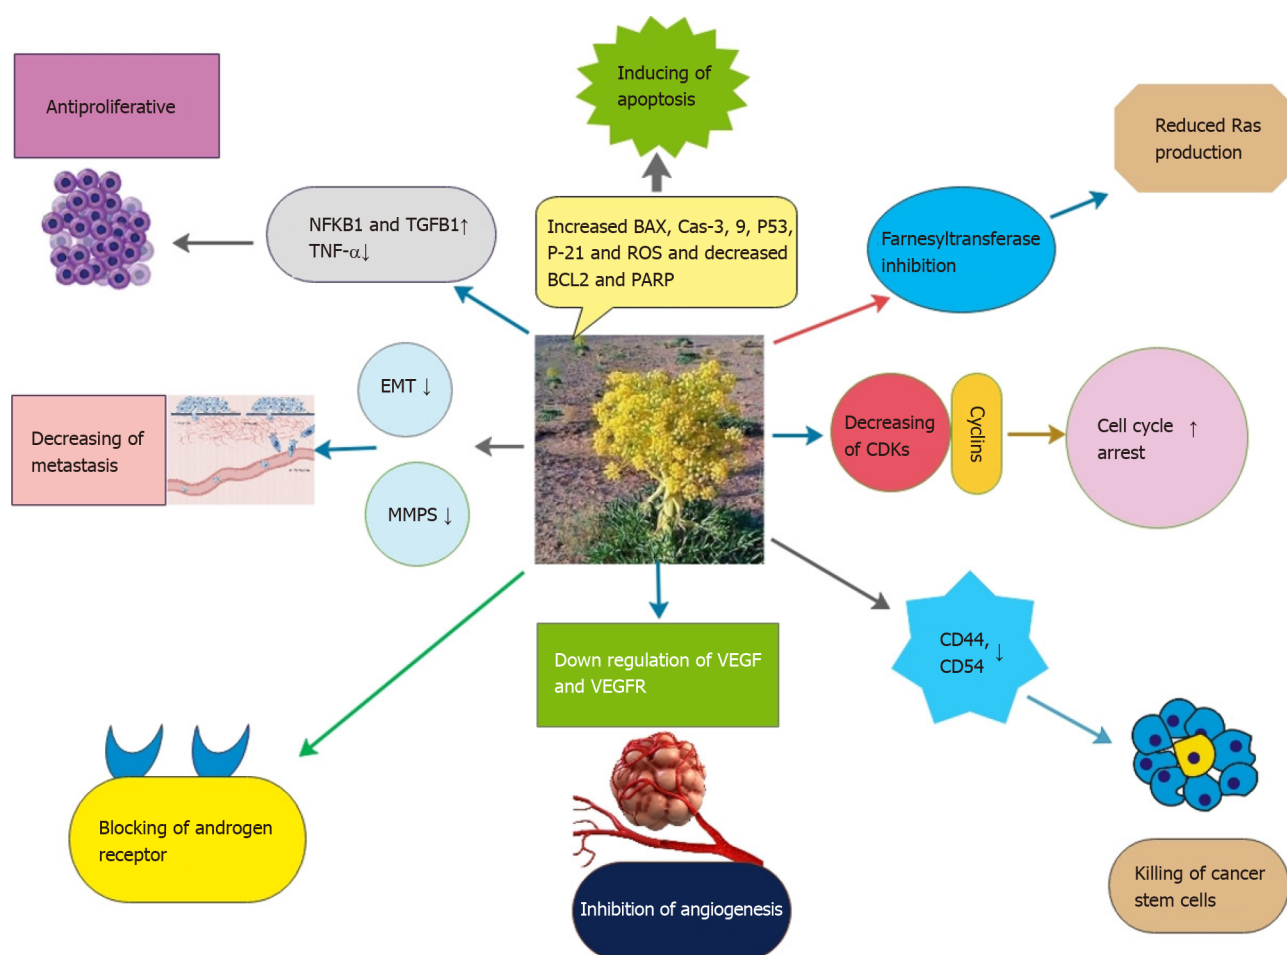 Inducing of
apoptosis
Antiproliferative
Reduced Ras
production
NFKB1 and TGFB1↑
TNF-α↓
Increased BAX, Cas-3, 9, P53,
P-21 and ROS and decreased
BCL2 and PARP
Farnesyltransferase
inhibition
EMT ↓
Decreasing of
metastasis
MMPS ↓
Decreasing
of CDKs
Cyclins
Cell cycle ↑
arrest
Down regulation of VEGF
and VEGFR
CD44, ↓
CD54
Blocking of androgen
receptor
Inhibition of angiogenesis
Killing of cancer
stem cells